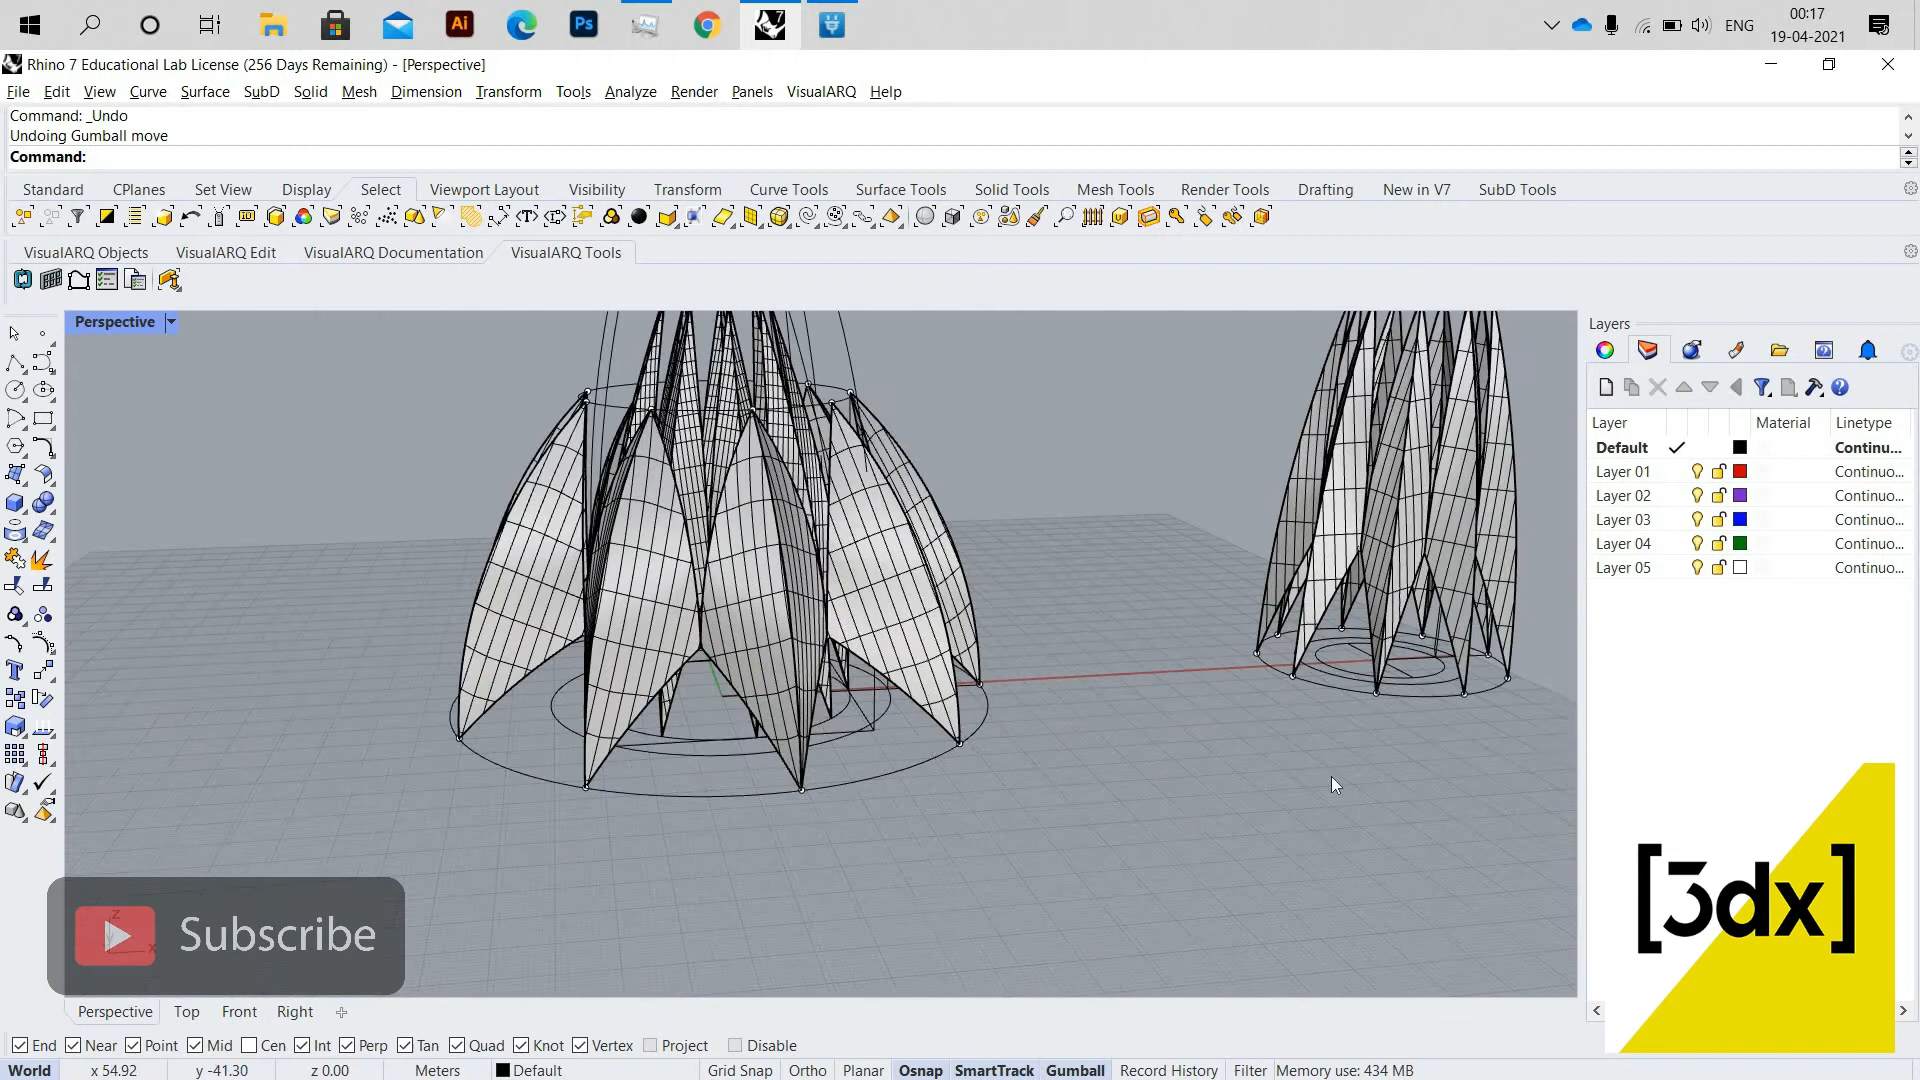 Ai
Ps
7
ENG
00:17
19-04-2021
Rhino 7 Educational Lab License (256 Days Remaining) - [Perspective]
File Edit View Curve Surface SubD Solid Mesh Dimension Transform Tools Analyze Render Panels VisualARQ Help
Command: _Undo
Undoing Gumball move
Command:
Standard CPlanes Set View Display Select Viewport Layout Visibility Transform Curve Tools Surface Tools Solid Tools Mesh Tools Render Tools Drafting New in V7 SubD Tools
VisualARQ Objects VisualARQ Edit VisualARQ Documentation VisualARQ Tools
Perspective
Layers
Layer Material Linetype
Default Continu...
Layer 01 Continuo...
Layer 02 Continuo...
Layer 03 Continuo...
Layer 04 Continuo...
Layer 05 Continuo...
z
x
Subscribe
[3dx]
Perspective Top Front Right
End Near Point Mid Cen Int Perp Tan Quad Knot Vertex Project Disable
World x 54.92 y -41.30 z 0.00 Meters Default Grid Snap Ortho Planar Osnap SmartTrack Gumball Record History Filter Memory use: 434 MB